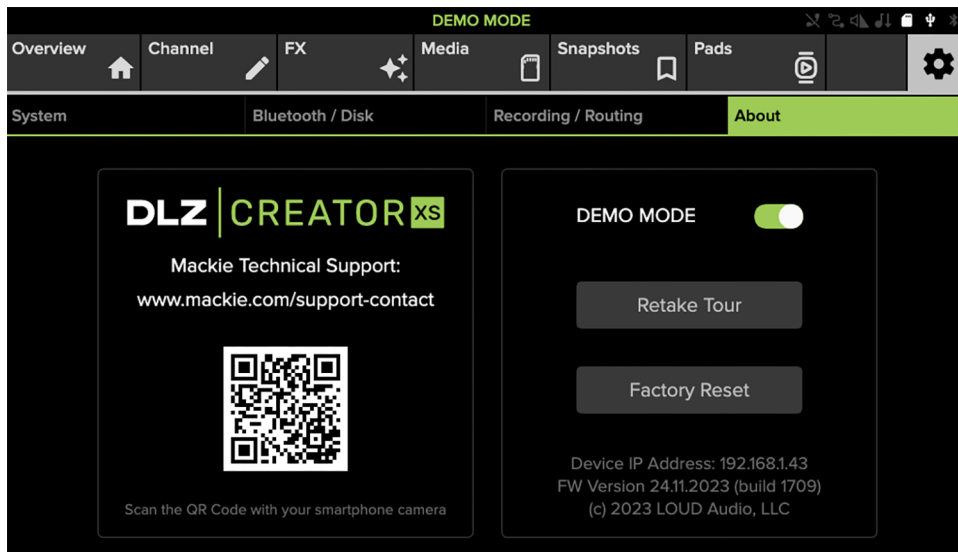 DEMO MODE
Overview
Channel
FX
Media
Snapshots
Pads
System
Bluetooth / Disk
Recording / Routing
About
DLZ CREATOR XS
Mackie Technical Support:
www.mackie.com/support-contact
Scan the QR Code with your smartphone camera
DEMO MODE
Retake Tour
Factory Reset
Device IP Address: 192.168.1.43
FW Version 24.11.2023 (build 1709)
(c) 2023 LOUD Audio, LLC